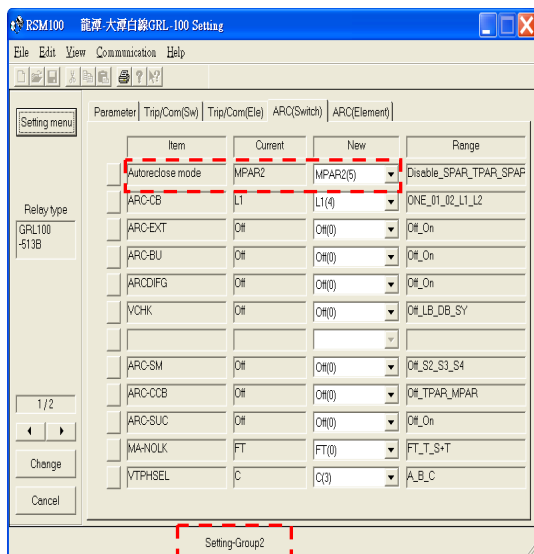 RSM100 龍潭-大潭白線GRL-100 Setting
File Edit View Communication Help
Setting menu
Parameter Trip/Com(Sw) Trip/Com(Ele) ARC(Switch) ARC(Element)
Item Current New Range
Autoreclose mode MPAR2 MPAR2(5) Disable_SPAR_TPAR_SPAR
ARC-CB L1 L1(4) ONE_01_02_L1_L2
ARC-EXT Off Off(0) Off_On
ARC-BU Off Off(0) Off_On
ARCDIFG Off Off(0) Off_On
VCHK Off Off(0) Off_LB_DB_SY
ARC-SM Off Off(0) Off_S2_S3_S4
ARC-CCB Off Off(0) Off_TPAR_MPAR
ARC-SUC Off Off(0) Off_On
MA-NOLK FT FT(0) FT_T_S+T
VTPHSEL C C(3) A_B_C
Relay type
GRL100
-513B
1/2
Change
Cancel
Setting-Group2